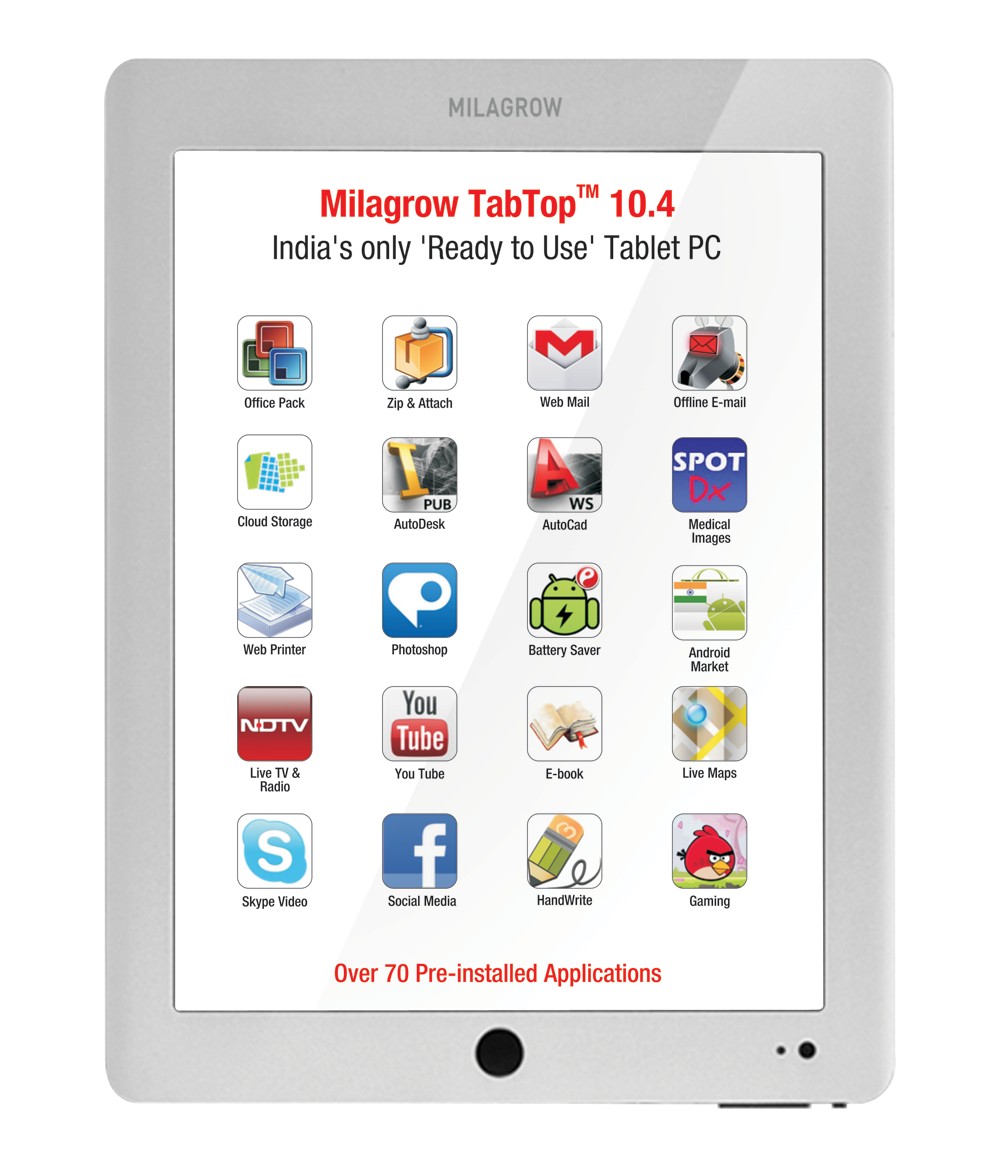 MILAGROW
Milagrow TabTop™ 10.4
India's only 'Ready to Use' Tablet PC
Office Pack
Zip & Attach
Web Mail
Offline E-mail
Cloud Storage
I
PUB
AutoDesk
A
WS
AutoCad
SPOT
Dx
Medical
Images
Web Printer
Photoshop
Battery Saver
Android
Market
NDTV
Live TV &
Radio
You
Tube
You Tube
E-book
Live Maps
S
Skype Video
f
Social Media
HandWrite
Gaming
Over 70 Pre-installed Applications